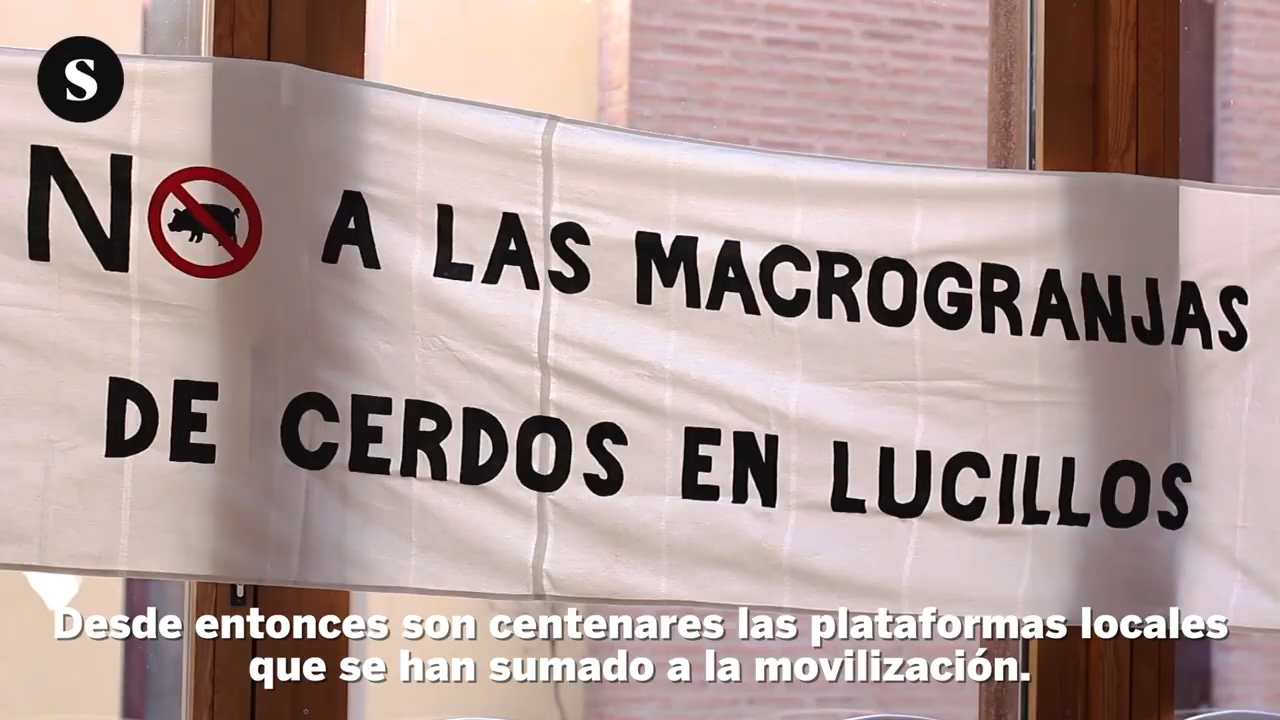 S
NO A LAS MACROGRANJAS
DE CERDOS EN LUCILLOS
Desde entonces son centenares las plataformas locales
que se han sumado a la movilización.